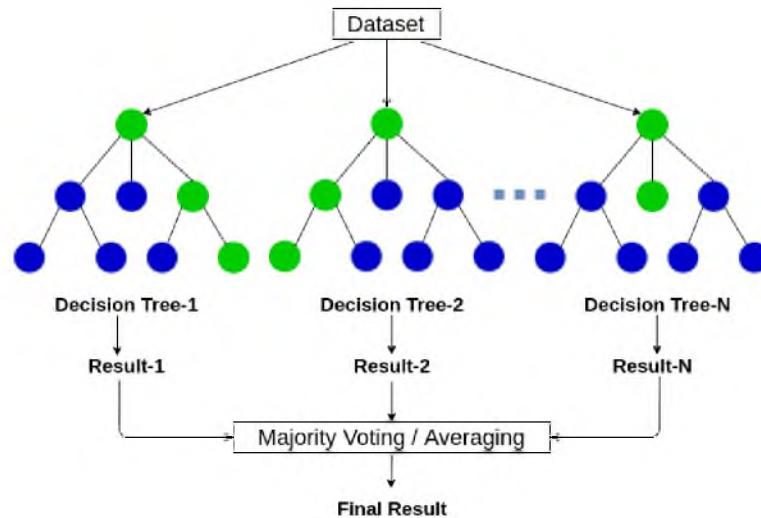 Dataset
Decision Tree-1
Decision Tree-2
Decision Tree-N
Result-1
Result-2
Result-N
Majority Voting / Averaging
Final Result